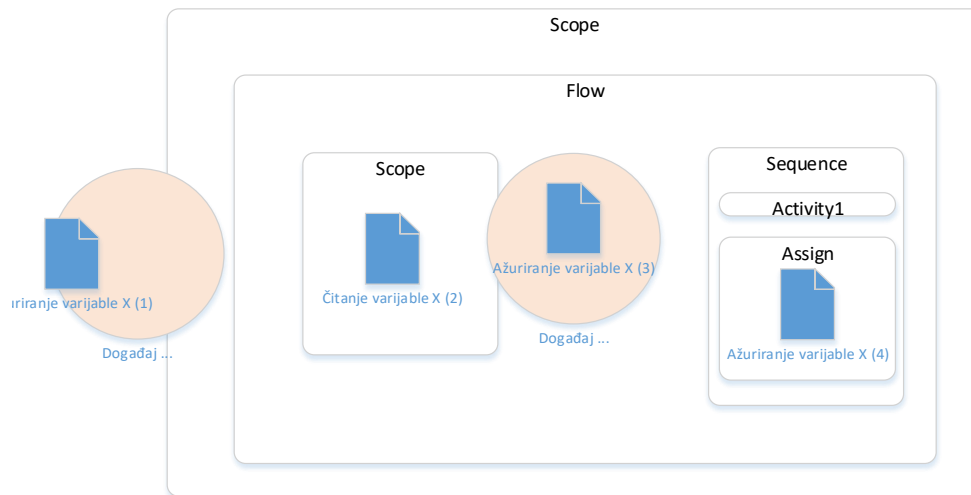 Scope
Flow
Scope
Sequence
Activity1
Assign
Ažuriranje varijable X (3)
Čitanje varijable X (2)
varijable X (1)
Događaj ...
Događaj ...
Ažuriranje varijable X (4)